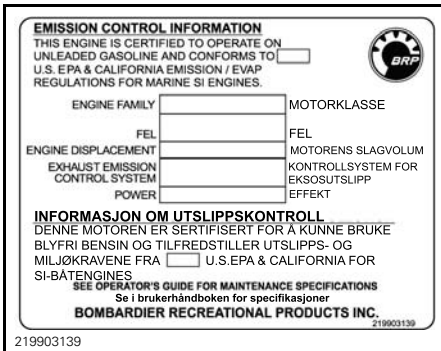 EMISSION CONTROL INFORMATION
THIS ENGINE IS CERTIFIED TO OPERATE ON
UNLEADED GASOLINE AND CONFORMS TO
U.S. EPA & CALIFORNIA EMISSION / EVAP
REGULATIONS FOR MARINE SI ENGINES.
BRP
ENGINE FAMILY MOTORKLASSE
FEL FEL
ENGINE DISPLACEMENT MOTORENS SLAGVOLUM
EXHAUST EMISSION KONTROLLSYSTEM FOR
CONTROL SYSTEM EKSOSUTSLIPP
POWER EFFEKT
INFORMASJON OM UTSLIPPSKONTROLL
DENNE MOTOREN ER SERTIFISERT FOR Å KUNNE BRUKE
BLYFRI BENSIN OG TILFREDSTILLER UTSLIPPS- OG
MILJØKRAVENE FRA U.S.EPA & CALIFORNIA FOR
SI-BÅTENGINES
SEE OPERATOR'S GUIDE FOR MAINTENANCE SPECIFICATIONS
Se i brukerhåndboken for specifikasjoner
BOMBARDIER RECREATIONAL PRODUCTS INC.
219903139
219903139